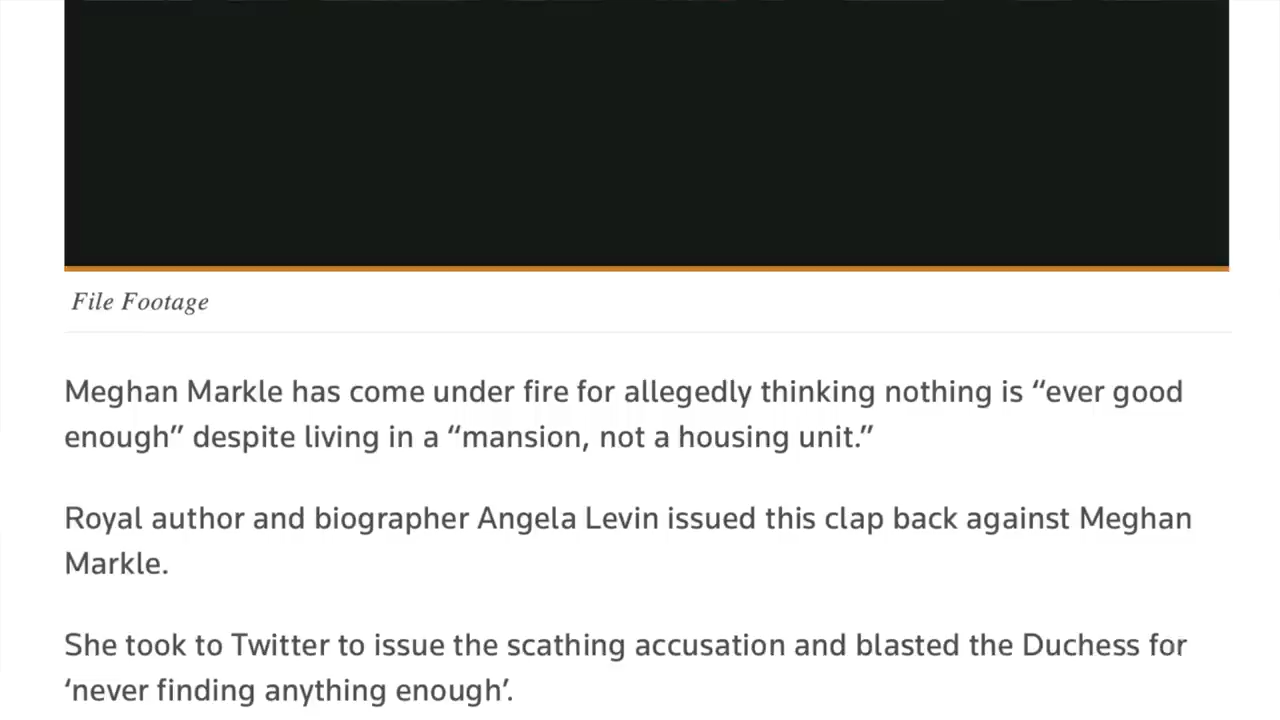 File Footage
Meghan Markle has come under fire for allegedly thinking nothing is “ever good
enough” despite living in a “mansion, not a housing unit.”
Royal author and biographer Angela Levin issued this clap back against Meghan
Markle.
She took to Twitter to issue the scathing accusation and blasted the Duchess for
‘never finding anything enough’.